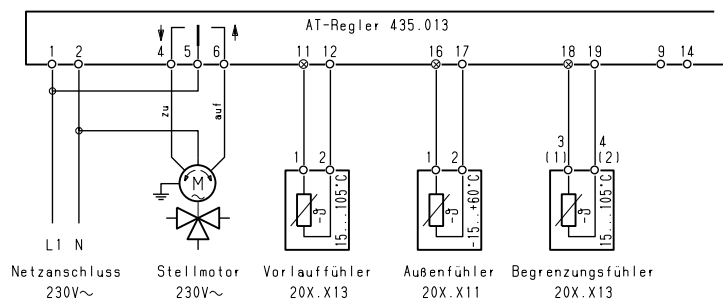 AT-Regler 435.013
1 2 4 5 6 11 12 16 17 18 19 9 14
zu
auf
3 4
(1) (2)
1 2 1 2
M
-ϑ
15...105°C
-ϑ
-15...+60°C
-ϑ
15...105°C
L1 N
Netzanschluss Stellmotor Vorlauffühler Außenfühler Begrenzungsfühler
230V~ 230V~ 20X.X13 20X.X11 20X.X13